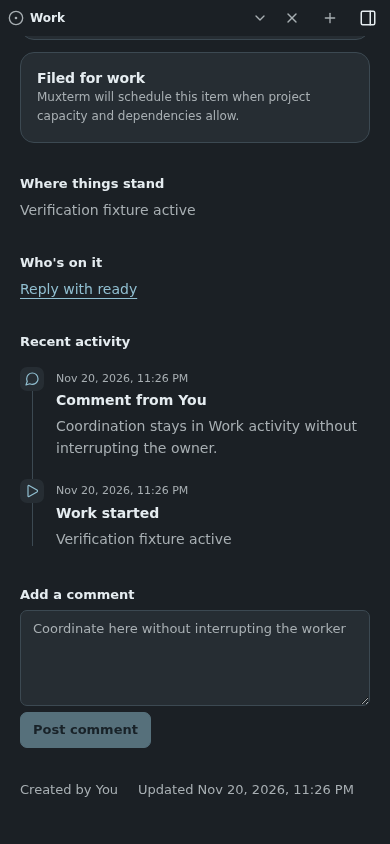 Work
Filed for work
Muxterm will schedule this item when project
capacity and dependencies allow.
Where things stand
Verification fixture active
Who's on it
Reply with ready
Recent activity
Nov 20, 2026, 11:26 PM
Comment from You
Coordination stays in Work activity without
interrupting the owner.
Nov 20, 2026, 11:26 PM
Work started
Verification fixture active
Add a comment
Coordinate here without interrupting the worker
Post comment
Created by You Updated Nov 20, 2026, 11:26 PM